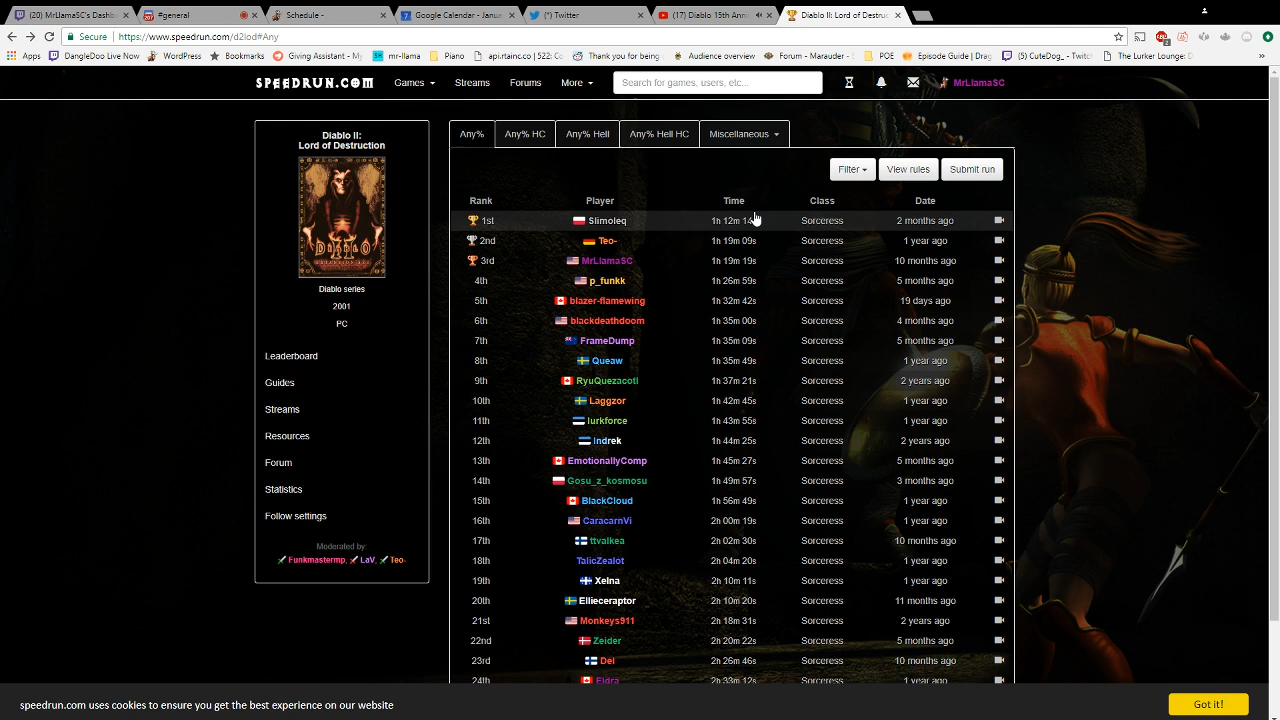 (20) MrLlamaSC's Dashb
#general
Schedule -
Google Calendar - Janua
(*) Twitter
(17) Diablo 15th Ann
Diablo II: Lord of Destruc
Secure | https://www.speedrun.com/d2lod#Any
Apps DangleDoo Live Now WordPress Bookmarks Giving Assistant - My mr-llama Piano api.rtainc.co | 522: Co Thank you for being Audience overview Forum - Marauder - POE Episode Guide | Drag (5) CuteDog_ - Twitch The Lurker Lounge: D »
SPEEDRUN.COM Games Streams Forums More Search for games, users, etc... MrLlamaSC
Diablo II:
Lord of Destruction
DIABLO
Diablo series
2001
PC
Leaderboard
Guides
Streams
Resources
Forum
Statistics
Follow settings
Moderated by:
Funkmastermp, LaV, Teo-
Any% Any% HC Any% Hell Any% Hell HC Miscellaneous
Filter View rules Submit run
Rank Player Time Class Date
1st Slimoleq 1h 12m Sorceress 2 months ago
2nd Teo- 1h 19m 09s Sorceress 1 year ago
3rd MrLlamaSC 1h 19m 19s Sorceress 10 months ago
4th p_funkk 1h 26m 59s Sorceress 5 months ago
5th blazer-flamewing 1h 32m 42s Sorceress 19 days ago
6th blackdeathdoom 1h 35m 00s Sorceress 4 months ago
7th FrameDump 1h 35m 09s Sorceress 5 months ago
8th Queaw 1h 35m 49s Sorceress 1 year ago
9th RyuQuezacotl 1h 37m 21s Sorceress 2 years ago
10th Laggzor 1h 42m 45s Sorceress 1 year ago
11th lurkforce 1h 43m 55s Sorceress 1 year ago
12th Indrek 1h 44m 25s Sorceress 2 years ago
13th EmotionallyComp 1h 45m 27s Sorceress 5 months ago
14th Gosu_z_kosmosu 1h 49m 57s Sorceress 3 months ago
15th BlackCloud 1h 56m 49s Sorceress 1 year ago
16th CaracarnVi 2h 00m 19s Sorceress 1 year ago
17th ttvalkea 2h 02m 30s Sorceress 10 months ago
18th TalicZealot 2h 04m 20s Sorceress 1 year ago
19th Xelna 2h 10m 11s Sorceress 1 year ago
20th Ellieceraptor 2h 10m 20s Sorceress 11 months ago
21st Monkeys911 2h 18m 31s Sorceress 2 years ago
22nd Zeider 2h 20m 22s Sorceress 5 months ago
23rd Del 2h 26m 46s Sorceress 10 months ago
24th Eldra 2h 33m 12s Sorceress 1 year ago
speedrun.com uses cookies to ensure you get the best experience on our website
Got it!